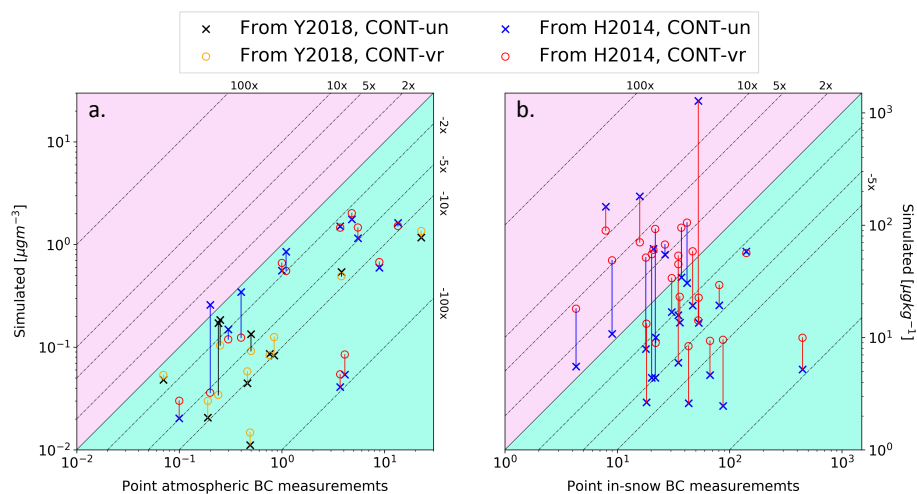 From Y2018, CONT-un
From H2014, CONT-un
From Y2018, CONT-vr
From H2014, CONT-vr
100x 10x 5x 2x
100x 10x 5x 2x
a.
b.
-2x
-5x
-10x
-100x
-5x
10¹
10⁰
10⁻¹
10⁻²
10³
10²
10¹
10⁰
Simulated [μgm⁻³]
Simulated [μgkg⁻¹]
10⁻² 10⁻¹ 10⁰ 10¹
10⁰ 10¹ 10² 10³
Point atmospheric BC measurememts
Point in-snow BC measurements